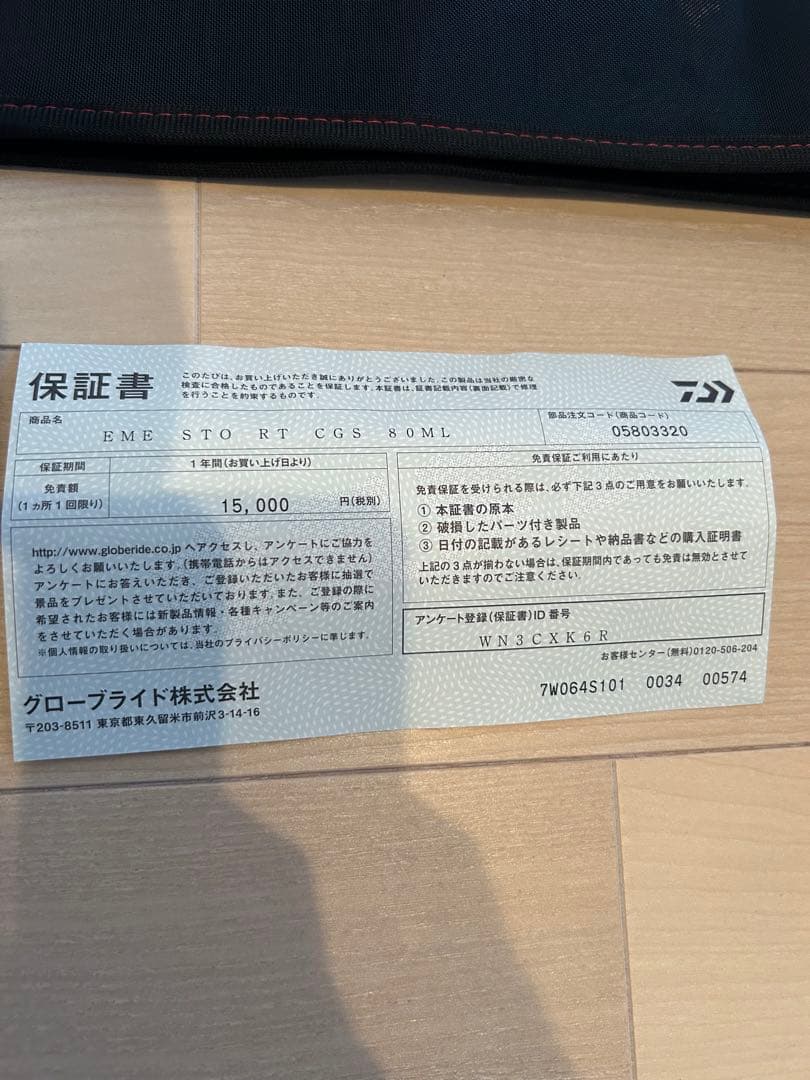 保証書
このたびは、お買い上げいただき誠にありがとうございました。この製品は当社の厳密な
検査に合格したものであることを保証します。本証書は、証書記載内容(裏面記載)で修理
を行うことを約束するものです。
商品名
EME STO RT CGS 80ML
部品注文コード(商品コード)
05803320
保証期間
1年間(お買い上げ日より)
免責額
(1ヵ所1回限り)
15,000
円(税別)
http://www.globeride.co.jp へアクセスし、アンケートにご協力を
よろしくお願いいたします。(携帯電話からはアクセスできません)
アンケートにお答えいただき、ご登録いただいたお客様に抽選で
景品をプレゼントさせていただいております。また、ご登録の際に
希望されたお客様には新製品情報・各種キャンペーン等のご案内
をさせていただく場合があります。
※個人情報の取り扱いについては、当社のプライバシーポリシーに準じます。
免責保証ご利用にあたり
免責保証を受けられる際は、必ず下記3点のご用意をお願いいたします。
① 本証書の原本
② 破損したパーツ付き製品
③ 日付の記載があるレシートや納品書などの購入証明書
上記の3点が揃わない場合は、保証期間内であっても免責は無効とさせて
いただきますのでご注意ください。
アンケート登録(保証書)ID番号
WN3CXK6R
お客様センター(無料)0120-506-204
グローブライド株式会社
〒203-8511 東京都東久留米市前沢3-14-16
7W064S101 0034 00574